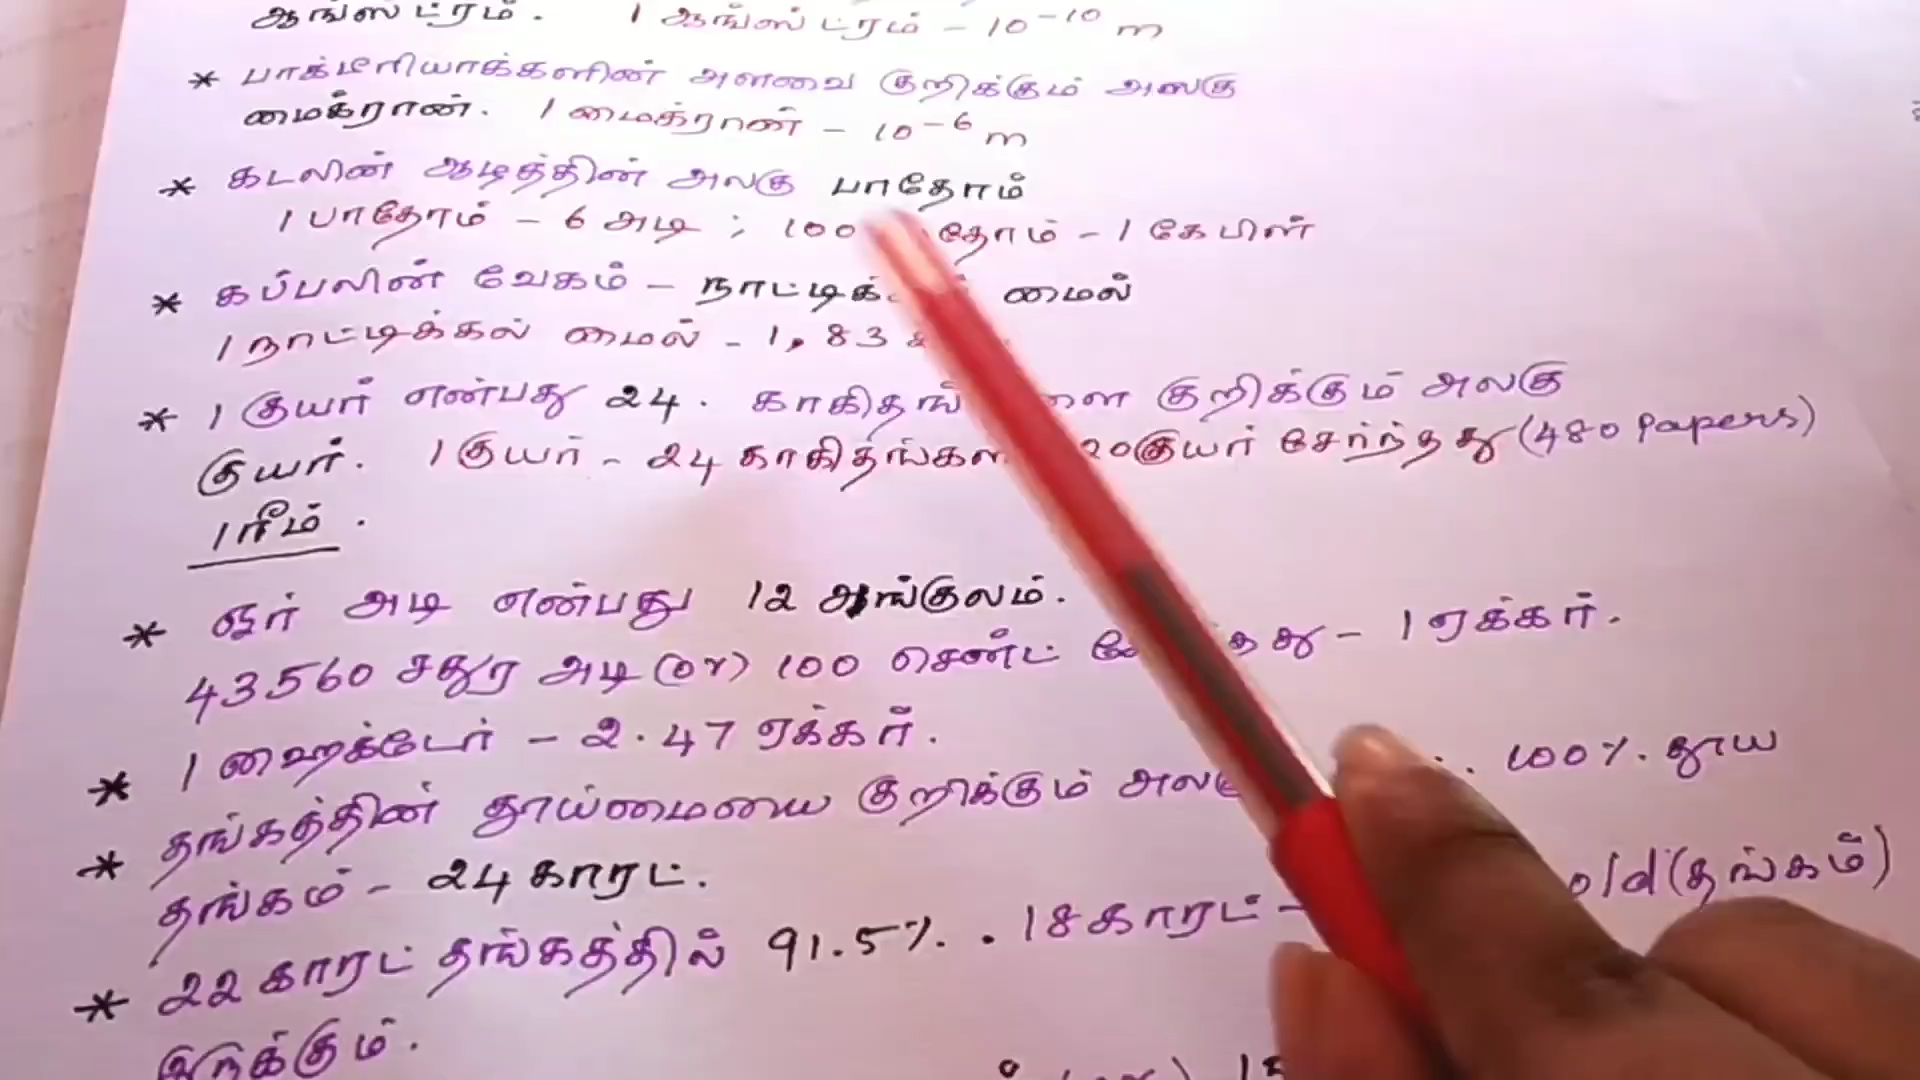 ஆங்ஸ்ட்ரம். 1 ஆங்ஸ்ட்ரம் - 10⁻¹⁰ m
* பாக்டீரியாக்களின் அளவை குறிக்கும் அலகு
மைக்ரான். 1 மைக்ரான் - 10⁻⁶ m
* கடலின் ஆழத்தின் அலகு பாதோம்
1 பாதோம் - 6 அடி ; 100 தோம் - 1 கேபிள்
* கப்பலின் வேகம் - மைல்
1 நாட்டிக்கல் மைல் - 1.83
* 1 குயர் என்பது 24. குறிக்கும் அலகு
குயர். 1 குயர் - 24 20 குயர் சேர்ந்தது (480 Papers)
1 ரீம்.
* ஓர் அடி என்பது 12 அங்குலம்.
43560 சதுர அடி (or) 100 சென்ட் - 1 ஏக்கர்.
* 1 ஹைக்டேர் - 2.47 ஏக்கர்.
* தங்கத்தின் தூய்மையை குறிக்கும் 100%. தூய
தங்கம் - 24 காரட்.
* 22 காரட் தங்கத்தில் 91.5%. . 18 காரட் - old (தங்கம்)
இருக்கும்.